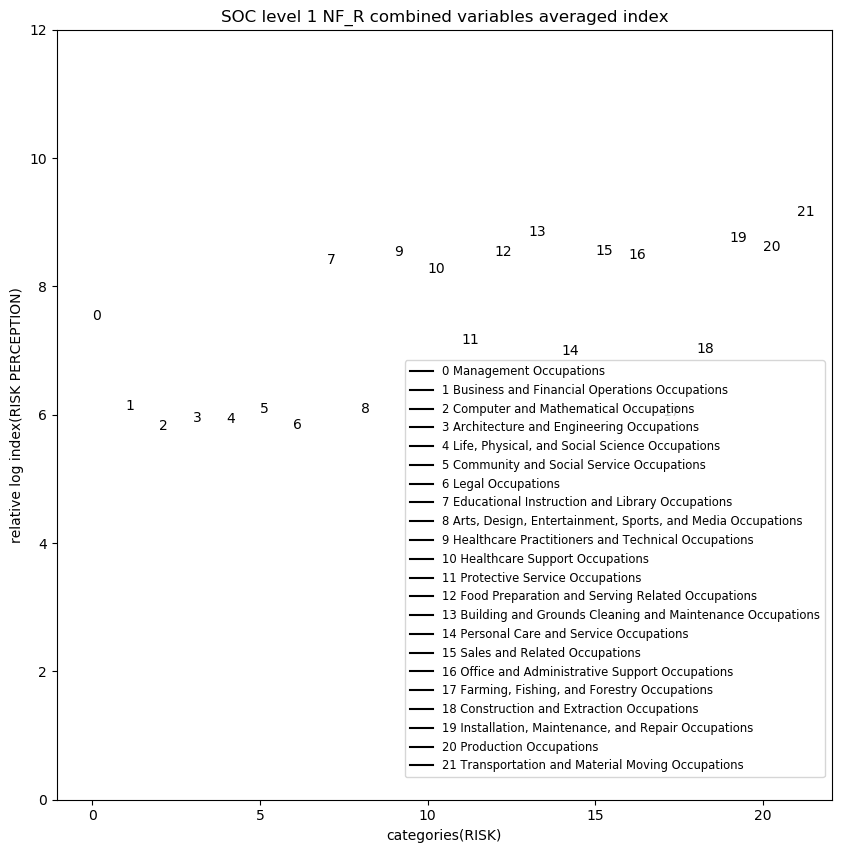 SOC level 1 NF_R combined variables averaged index
12
10
8
6
4
2
0
relative log index(RISK PERCEPTION)
0
1
2
3
4
5
6
7
8
9
10
11
12
13
14
15
16
18
19
20
21
0 Management Occupations
1 Business and Financial Operations Occupations
2 Computer and Mathematical Occupations
3 Architecture and Engineering Occupations
4 Life, Physical, and Social Science Occupations
5 Community and Social Service Occupations
6 Legal Occupations
7 Educational Instruction and Library Occupations
8 Arts, Design, Entertainment, Sports, and Media Occupations
9 Healthcare Practitioners and Technical Occupations
10 Healthcare Support Occupations
11 Protective Service Occupations
12 Food Preparation and Serving Related Occupations
13 Building and Grounds Cleaning and Maintenance Occupations
14 Personal Care and Service Occupations
15 Sales and Related Occupations
16 Office and Administrative Support Occupations
17 Farming, Fishing, and Forestry Occupations
18 Construction and Extraction Occupations
19 Installation, Maintenance, and Repair Occupations
20 Production Occupations
21 Transportation and Material Moving Occupations
0
5
10
15
20
categories(RISK)